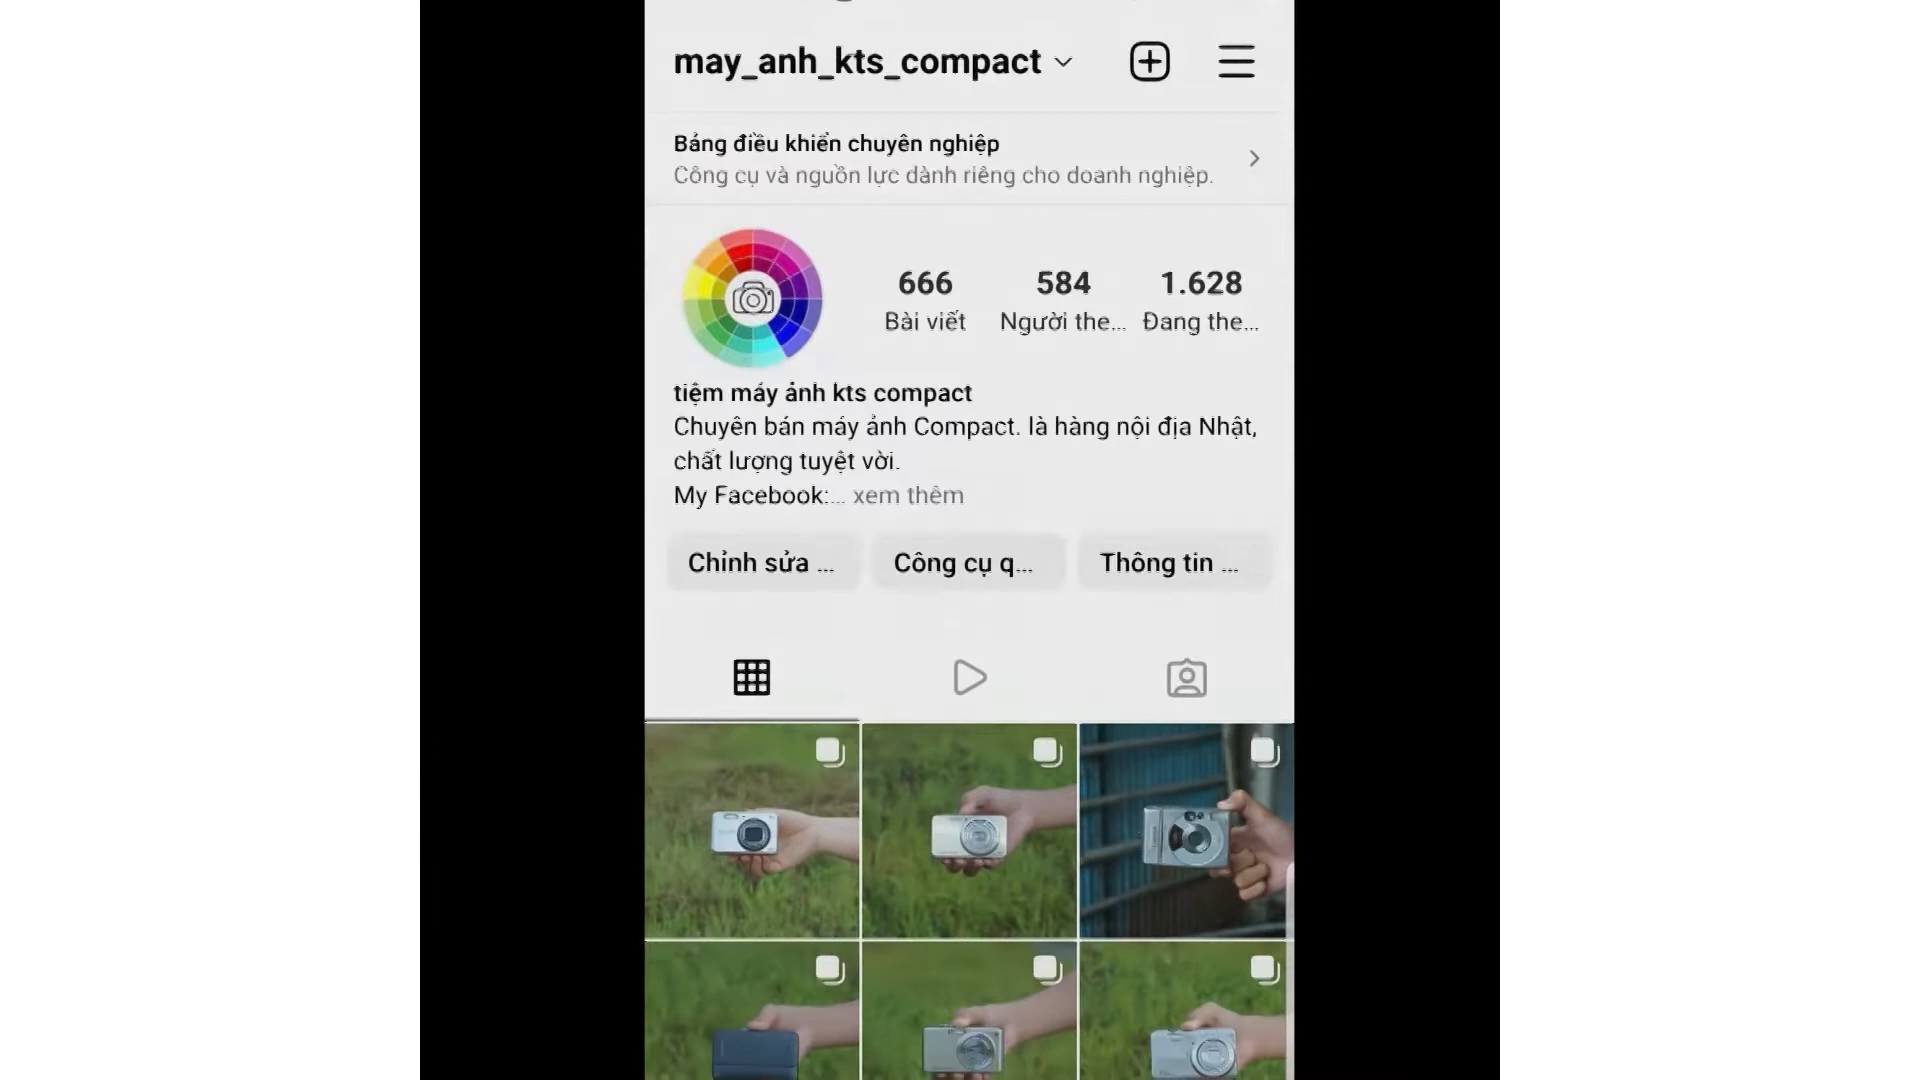 may_anh_kts_compact
Bảng điều khiển chuyên nghiệp
Công cụ và nguồn lực dành riêng cho doanh nghiệp.
666 584 1.628
Bài viết Người the... Đang the...
tiệm máy ảnh kts compact
Chuyên bán máy ảnh Compact. là hàng nội địa Nhật,
chất lượng tuyệt vời.
My Facebook:... xem thêm
Chỉnh sửa ... Công cụ q... Thông tin ...